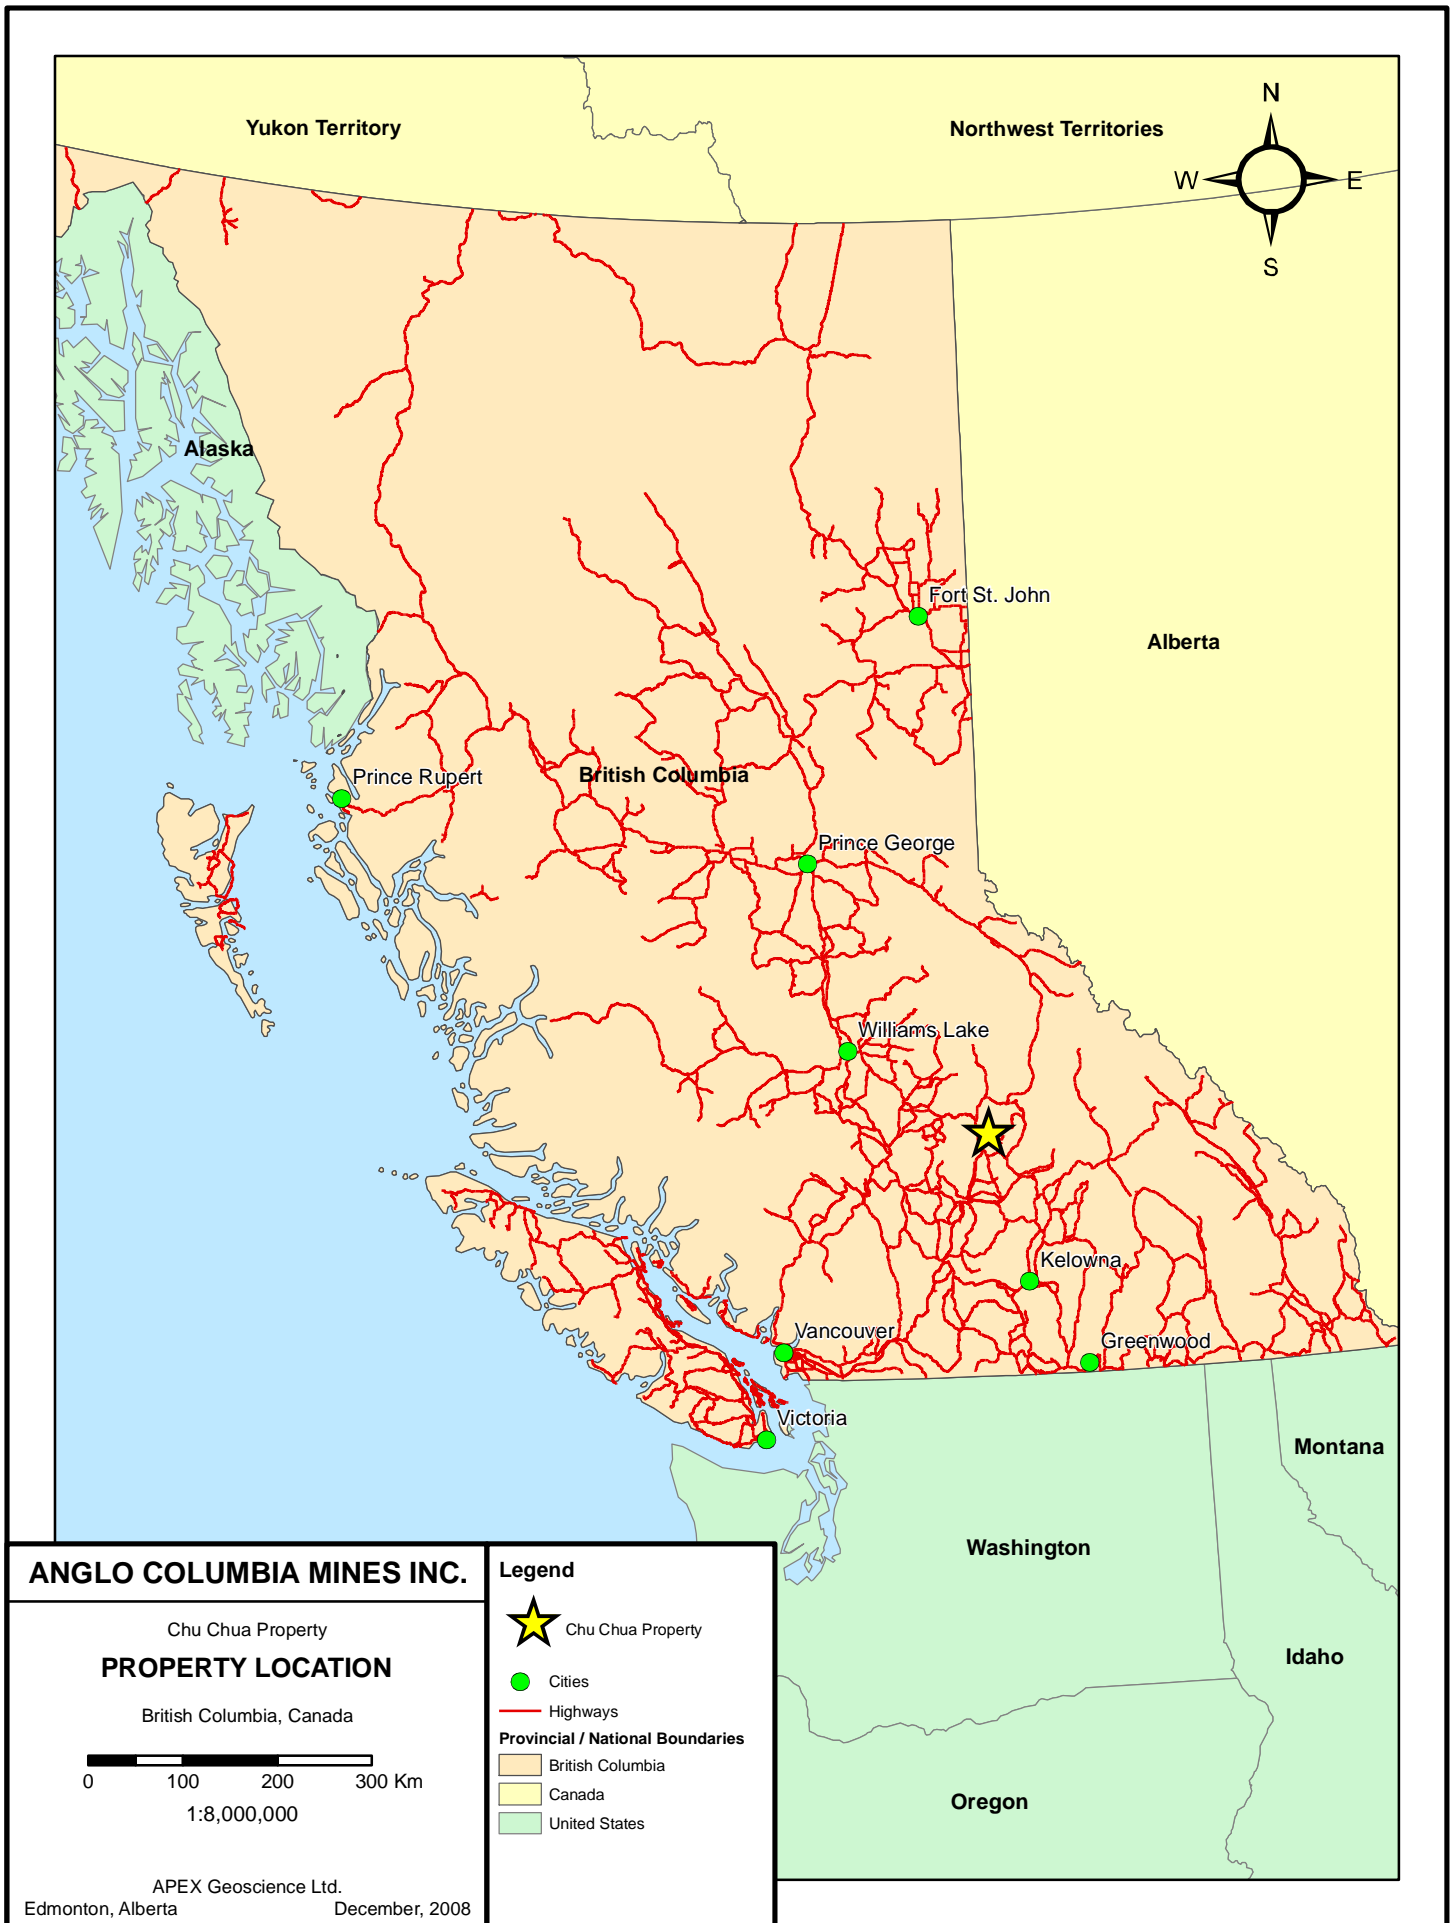 Yukon Territory
Northwest Territories
N
W
E
S
Alaska
Fort St. John
Alberta
Prince Rupert
British Columbia
Prince George
Williams Lake
Kelowna
Vancouver
Greenwood
Victoria
Montana
Washington
Idaho
Oregon
ANGLO COLUMBIA MINES INC.
Chu Chua Property
PROPERTY LOCATION
British Columbia, Canada
0 100 200 300 Km
1:8,000,000
APEX Geoscience Ltd.
Edmonton, Alberta December, 2008
Legend
Chu Chua Property
Cities
Highways
Provincial / National Boundaries
British Columbia
Canada
United States